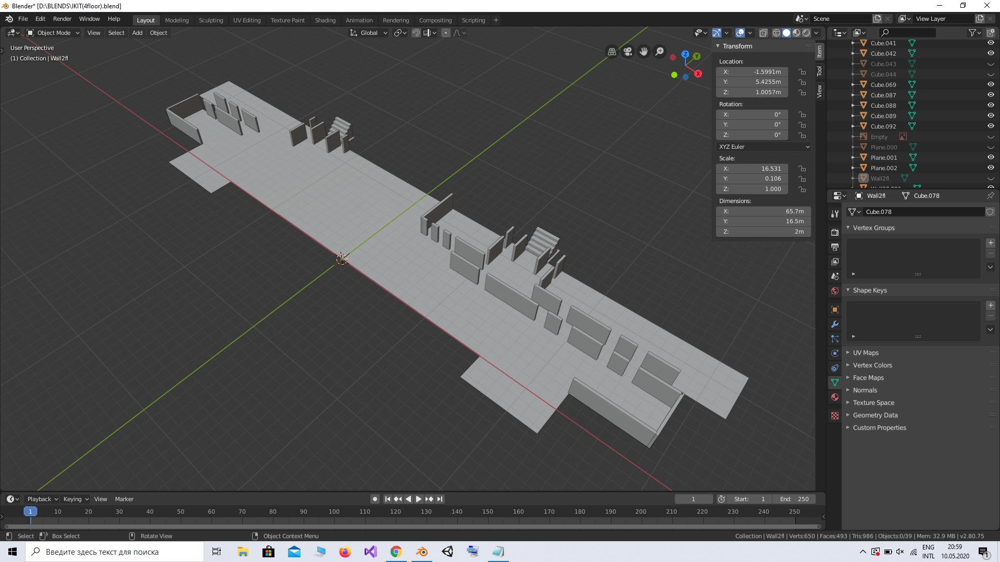 Blender* [D:\BLENDS\IKIT(4floor).blend]
File Edit Render Window Help
Layout Modeling Sculpting UV Editing Texture Paint Shading Animation Rendering Compositing Scripting +
Scene
View Layer
Object Mode View Select Add Object
Global
User Perspective
(1) Collection | Wall2fl
Z
Y
X
Transform
Location:
X: -1.5991m
Y: 5.4255m
Z: 1.0057m
Rotation:
X: 0°
Y: 0°
Z: 0°
XYZ Euler
Scale:
X: 16.531
Y: 0.106
Z: 1.000
Dimensions:
X: 65.7m
Y: 16.5m
Z: 2m
Item
Tool
View
Cube.041
Cube.042
Cube.043
Cube.044
Cube.069
Cube.087
Cube.088
Cube.089
Cube.092
Empty
Plane.000
Plane.001
Plane.002
Wall2fl
Wall2fl.001
Wall2fl Cube.078
Cube.078
Vertex Groups
Shape Keys
UV Maps
Vertex Colors
Face Maps
Normals
Texture Space
Geometry Data
Custom Properties
Playback Keying View Marker
1 Start: 1 End: 250
1 10 20 30 40 50 60 70 80 90 100 110 120 130 140 150 160 170 180 190 200 210 220 230 240 250
Select Box Select Rotate View Object Context Menu
Collection | Wall2fl | Verts:650 | Faces:493 | Tris:986 | Objects:0/39 | Mem: 32.9 MB | v2.80.75
Введите здесь текст для поиска
ENG
INTL
20:59
10.05.2020
1